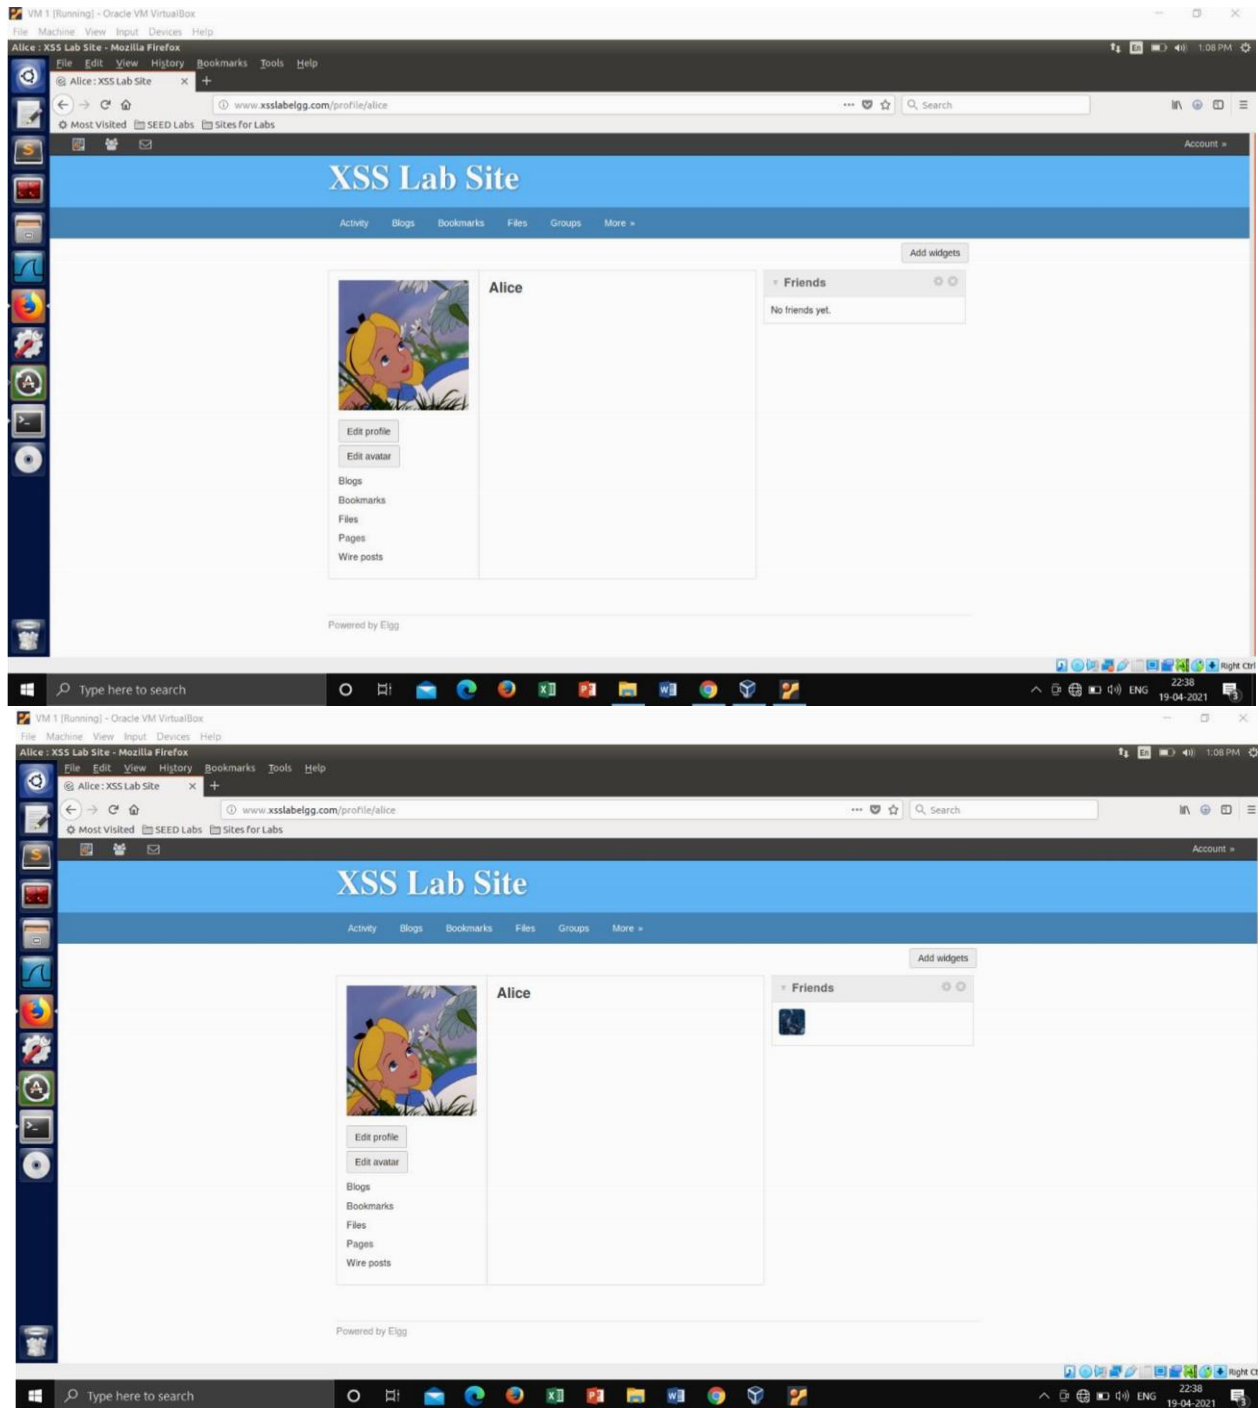 VM 1 [Running] - Oracle VM VirtualBox
File Machine View Input Devices Help
Alice : XSS Lab Site - Mozilla Firefox
En 1:08 PM
File Edit View History Bookmarks Tools Help
Alice : XSS Lab Site × +
www.xsslabelgg.com/profile/alice
Search
Most Visited SEED Labs Sites for Labs
Account »
XSS Lab Site
Activity Blogs Bookmarks Files Groups More »
Add widgets
Alice
Friends
No friends yet.
Edit profile
Edit avatar
Blogs
Bookmarks
Files
Pages
Wire posts
Powered by Elgg
Right Ctrl
Type here to search
ENG
22:38
19-04-2021
3
VM 1 [Running] - Oracle VM VirtualBox
File Machine View Input Devices Help
Alice : XSS Lab Site - Mozilla Firefox
En 1:08 PM
File Edit View History Bookmarks Tools Help
Alice : XSS Lab Site × +
www.xsslabelgg.com/profile/alice
Search
Most Visited SEED Labs Sites for Labs
Account »
XSS Lab Site
Activity Blogs Bookmarks Files Groups More »
Add widgets
Alice
Friends
Edit profile
Edit avatar
Blogs
Bookmarks
Files
Pages
Wire posts
Powered by Elgg
Right Ct
Type here to search
ENG
22:38
19-04-2021
3